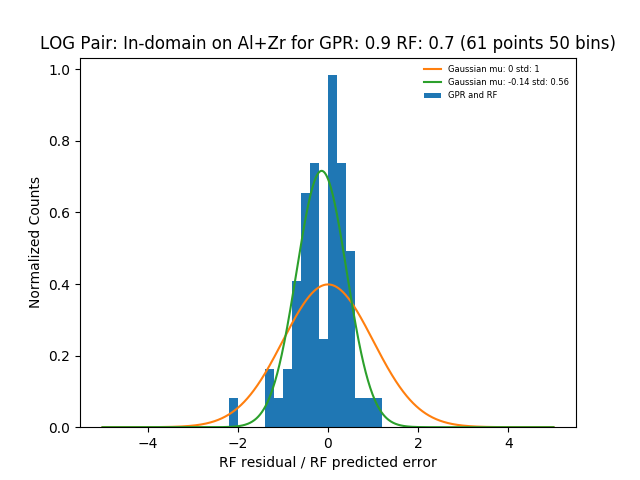 LOG Pair: In-domain on Al+Zr for GPR: 0.9 RF: 0.7 (61 points 50 bins)
Gaussian mu: 0 std: 1
Gaussian mu: -0.14 std: 0.56
GPR and RF
Normalized Counts
1.0
0.8
0.6
0.4
0.2
0.0
−4 −2 0 2 4
RF residual / RF predicted error